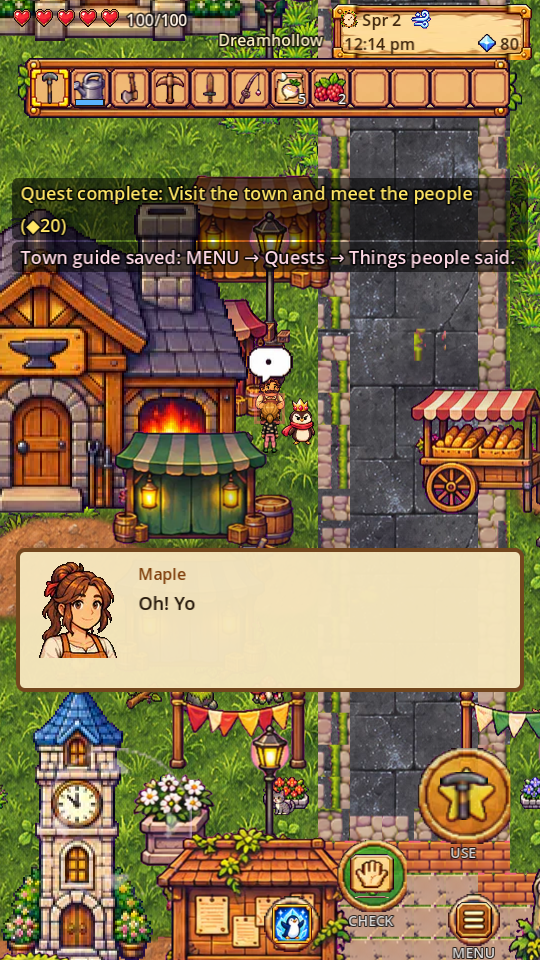 100/100
Spr 2
Dreamhollow
12:14 pm
80
5
2
Quest complete: Visit the town and meet the people
(◆20)
Town guide saved: MENU → Quests → Things people said.
Maple
Oh! Yo
USE
CHECK
MENU